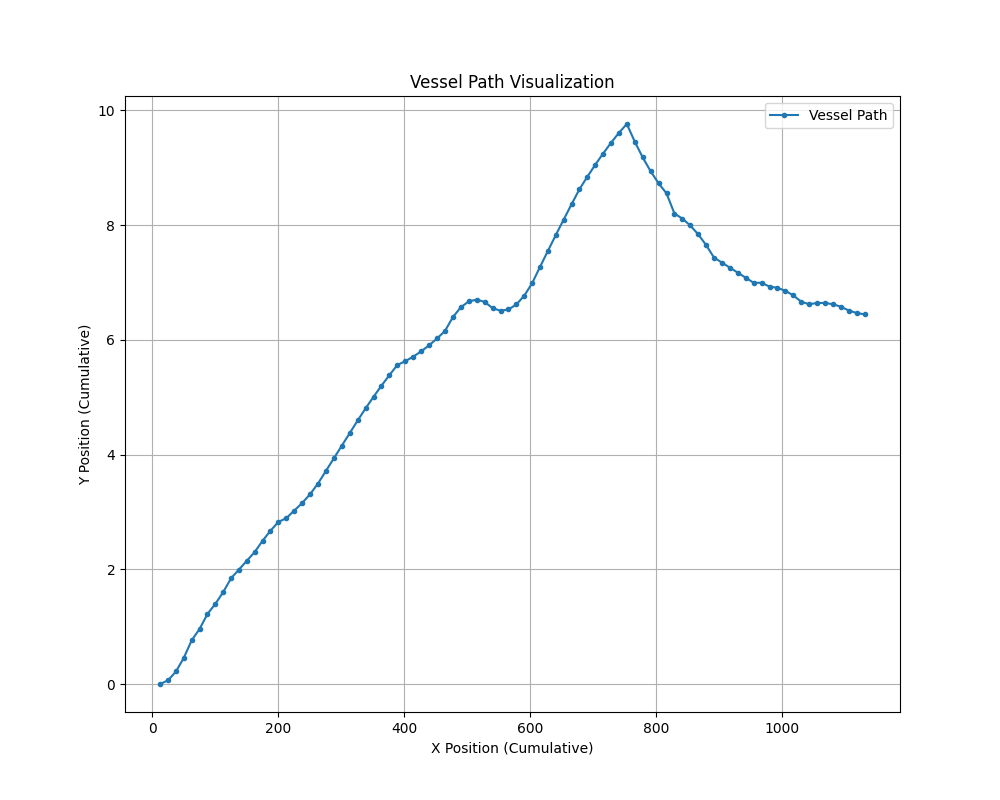 Vessel Path Visualization
Vessel Path
10
8
6
4
2
0
Y Position (Cumulative)
0 200 400 600 800 1000
X Position (Cumulative)